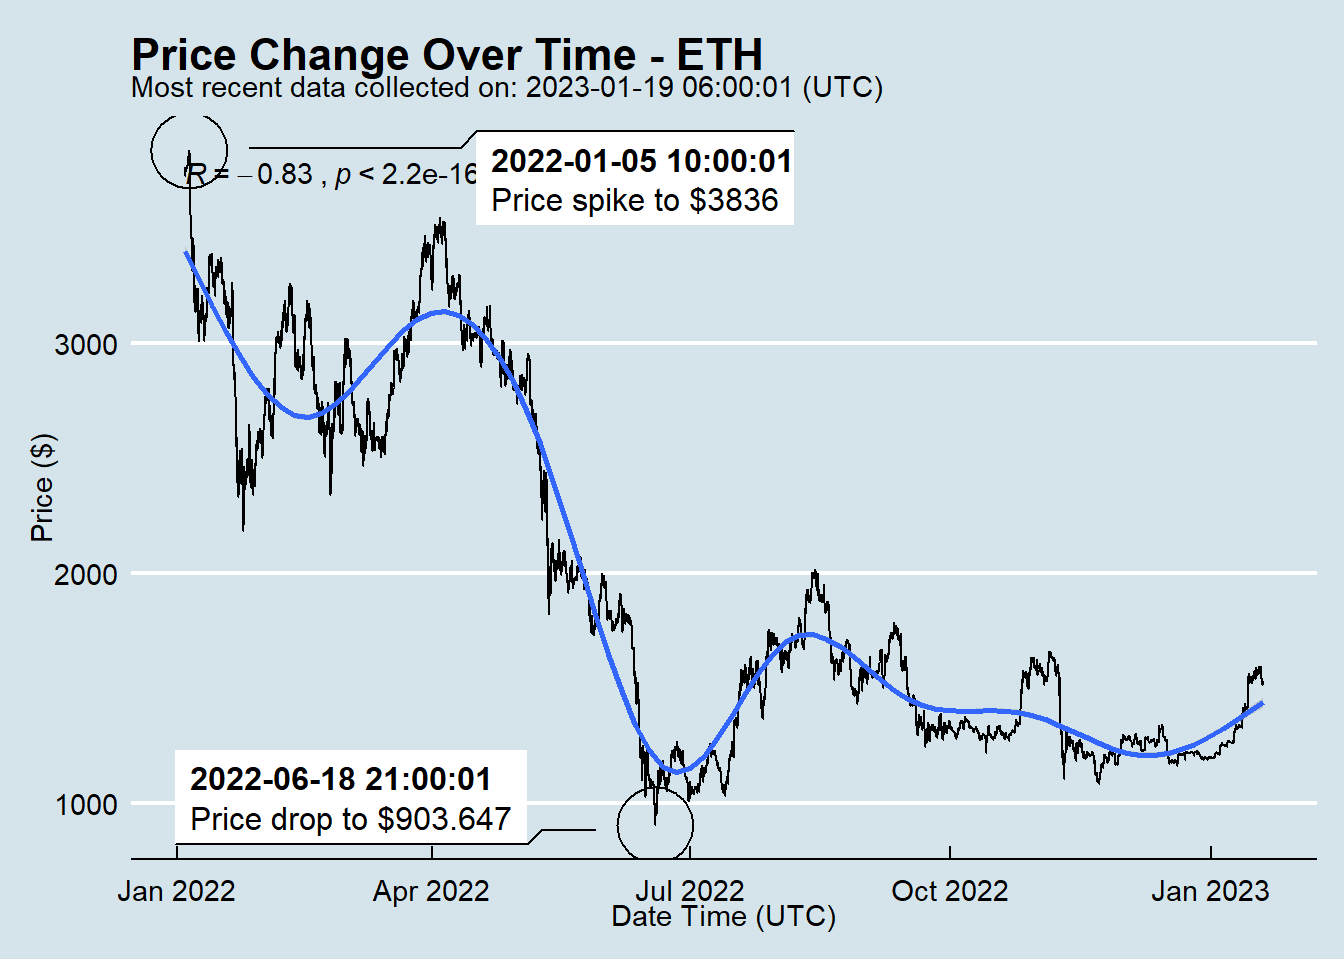 Price Change Over Time - ETH
Most recent data collected on: 2023-01-19 06:00:01 (UTC)
2022-01-05 10:00:01
Price spike to $3836
R = − 0.83 , p < 2.2e-16
3000
2000
1000
Price ($)
2022-06-18 21:00:01
Price drop to $903.647
Jan 2022 Apr 2022 Jul 2022 Oct 2022 Jan 2023
Date Time (UTC)